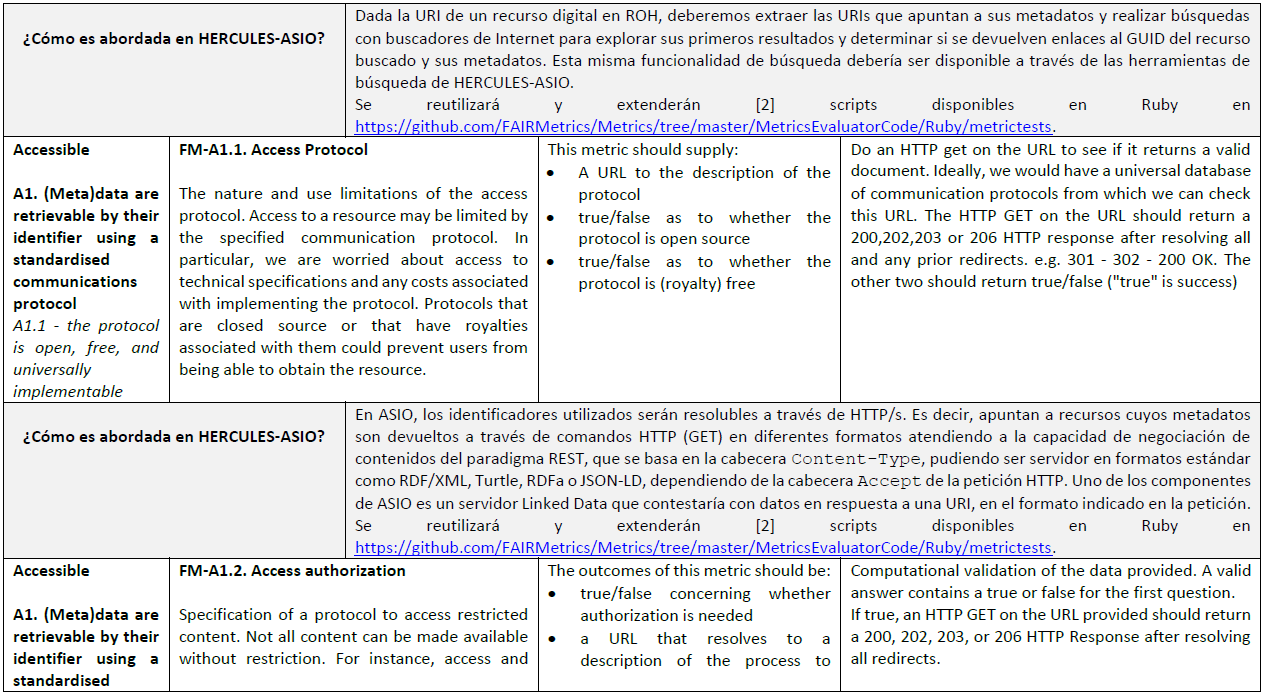 ¿Cómo es abordada en HERCULES-ASIO?
Dada la URI de un recurso digital en ROH, deberemos extraer las URIs que apuntan a sus metadatos y realizar búsquedas
con buscadores de Internet para explorar sus primeros resultados y determinar si se devuelven enlaces al GUID del recurso
buscado y sus metadatos. Esta misma funcionalidad de búsqueda debería ser disponible a través de las herramientas de
búsqueda de HERCULES-ASIO.
Se reutilizará y extenderán [2] scripts disponibles en Ruby en
https://github.com/FAIRMetrics/Metrics/tree/master/MetricsEvaluatorCode/Ruby/metrictests.
Accessible
A1. (Meta)data are
retrievable by their
identifier using a
standardised
communications
protocol
A1.1 - the protocol
is open, free, and
universally
implementable
FM-A1.1. Access Protocol
The nature and use limitations of the access
protocol. Access to a resource may be limited by
the specified communication protocol. In
particular, we are worried about access to
technical specifications and any costs associated
with implementing the protocol. Protocols that
are closed source or that have royalties
associated with them could prevent users from
being able to obtain the resource.
This metric should supply:
• A URL to the description of the
protocol
• true/false as to whether the
protocol is open source
• true/false as to whether the
protocol is (royalty) free
Do an HTTP get on the URL to see if it returns a valid
document. Ideally, we would have a universal database
of communication protocols from which we can check
this URL. The HTTP GET on the URL should return a
200,202,203 or 206 HTTP response after resolving all
and any prior redirects. e.g. 301 - 302 - 200 OK. The
other two should return true/false ("true" is success)
¿Cómo es abordada en HERCULES-ASIO?
En ASIO, los identificadores utilizados serán resolubles a través de HTTP/s. Es decir, apuntan a recursos cuyos metadatos
son devueltos a través de comandos HTTP (GET) en diferentes formatos atendiendo a la capacidad de negociación de
contenidos del paradigma REST, que se basa en la cabecera Content-Type, pudiendo ser servidor en formatos estándar
como RDF/XML, Turtle, RDFa o JSON-LD, dependiendo de la cabecera Accept de la petición HTTP. Uno de los componentes
de ASIO es un servidor Linked Data que contestaría con datos en respuesta a una URI, en el formato indicado en la petición.
Se reutilizará y extenderán [2] scripts disponibles en Ruby en
https://github.com/FAIRMetrics/Metrics/tree/master/MetricsEvaluatorCode/Ruby/metrictests.
Accessible
A1. (Meta)data are
retrievable by their
identifier using a
standardised
FM-A1.2. Access authorization
Specification of a protocol to access restricted
content. Not all content can be made available
without restriction. For instance, access and
The outcomes of this metric should be:
• true/false concerning whether
authorization is needed
• a URL that resolves to a
description of the process to
Computational validation of the data provided. A valid
answer contains a true or false for the first question.
If true, an HTTP GET on the URL provided should return
a 200, 202, 203, or 206 HTTP Response after resolving
all redirects.